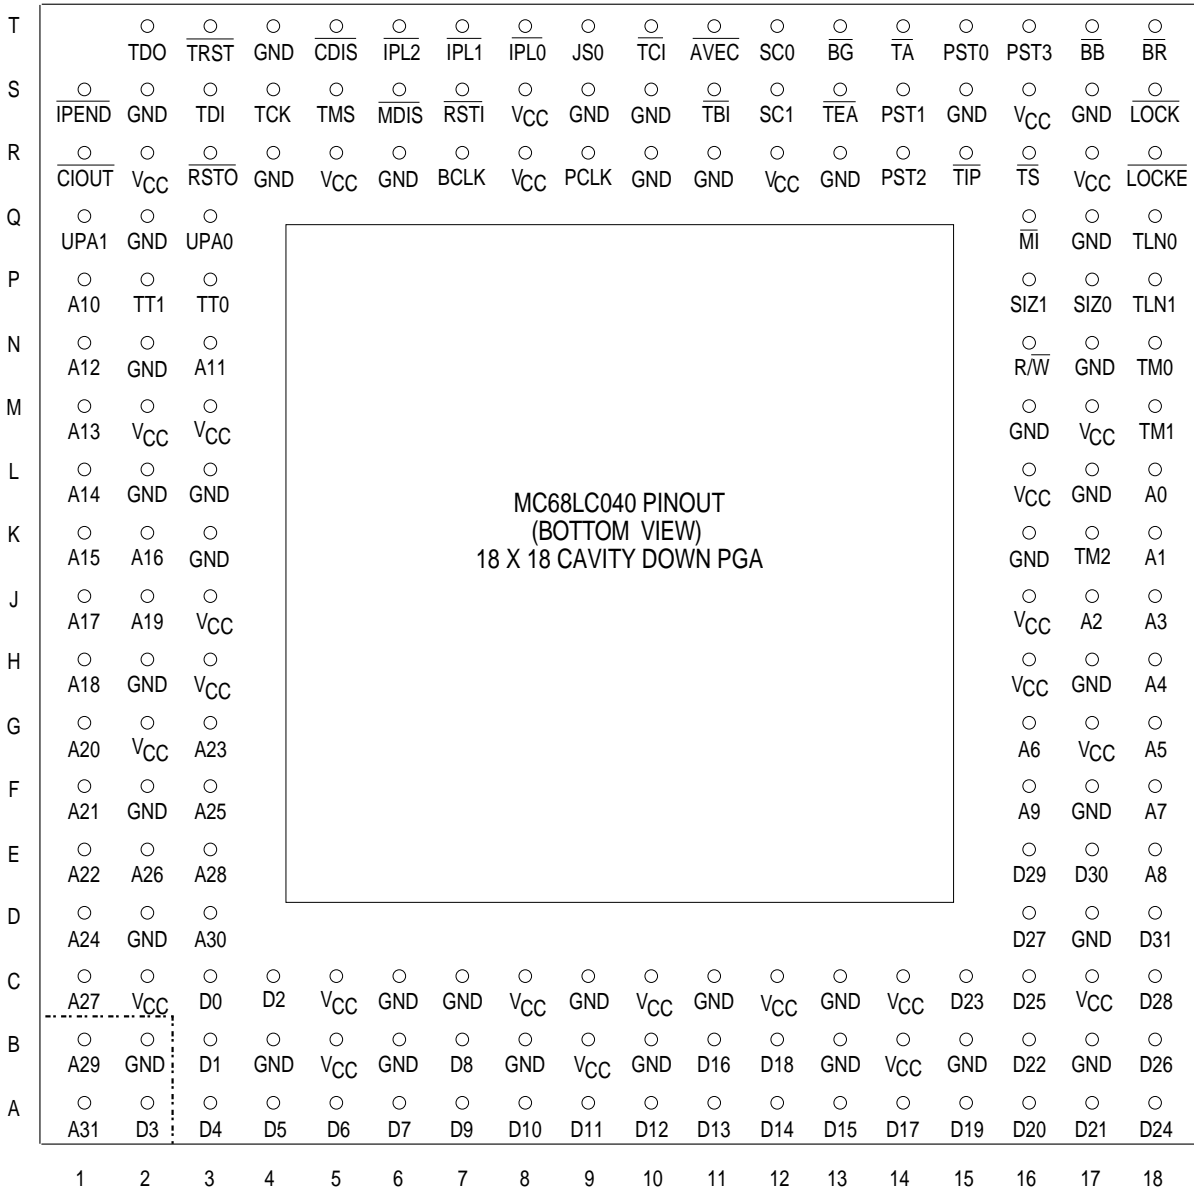 T
TDO TRST GND CDIS IPL2 IPL1 IPL0 JS0 TCI AVEC SC0 BG TA PST0 PST3 BB BR
S
IPEND GND TDI TCK TMS MDIS RSTI VCC GND GND TBI SC1 TEA PST1 GND VCC GND LOCK
R
CIOUT VCC RSTO GND VCC GND BCLK VCC PCLK GND GND VCC GND PST2 TIP TS VCC LOCKE
Q
UPA1 GND UPA0 MI GND TLN0
P
A10 TT1 TT0 SIZ1 SIZ0 TLN1
N
A12 GND A11 R/W GND TM0
M
A13 VCC VCC GND VCC TM1
L
A14 GND GND VCC GND A0
MC68LC040 PINOUT
(BOTTOM VIEW)
18 X 18 CAVITY DOWN PGA
K
A15 A16 GND GND TM2 A1
J
A17 A19 VCC VCC A2 A3
H
A18 GND VCC VCC GND A4
G
A20 VCC A23 A6 VCC A5
F
A21 GND A25 A9 GND A7
E
A22 A26 A28 D29 D30 A8
D
A24 GND A30 D27 GND D31
C
A27 VCC D0 D2 VCC GND GND VCC GND VCC GND VCC GND VCC D23 D25 VCC D28
B
A29 GND D1 GND VCC GND D8 GND VCC GND D16 D18 GND VCC GND D22 GND D26
A
A31 D3 D4 D5 D6 D7 D9 D10 D11 D12 D13 D14 D15 D17 D19 D20 D21 D24
1 2 3 4 5 6 7 8 9 10 11 12 13 14 15 16 17 18